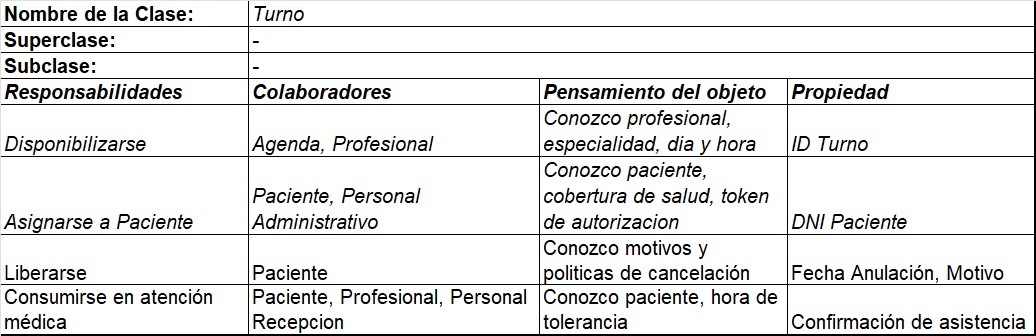 Nombre de la Clase: Turno
Superclase: -
Subclase: -
Responsabilidades Colaboradores Pensamiento del objeto Propiedad
Disponibilizarse Agenda, Profesional Conozco profesional, especialidad, dia y hora ID Turno
Asignarse a Paciente Paciente, Personal Administrativo Conozco paciente, cobertura de salud, token de autorizacion DNI Paciente
Liberarse Paciente Conozco motivos y politicas de cancelación Fecha Anulación, Motivo
Consumirse en atención médica Paciente, Profesional, Personal Recepcion Conozco paciente, hora de tolerancia Confirmación de asistencia